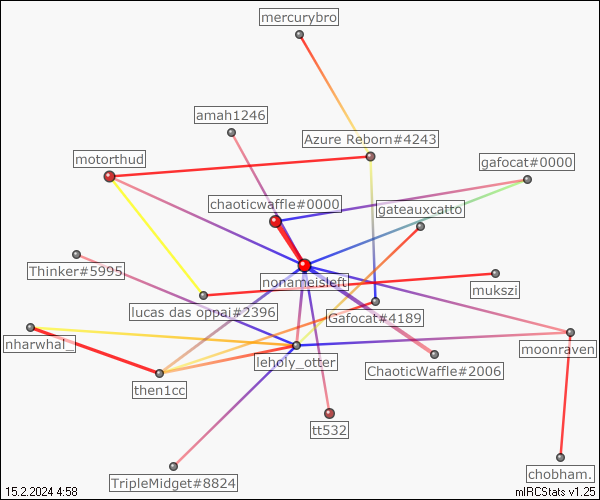 mercurybro
amah1246
Azure Reborn#4243
motorthud
gafocat#0000
chaoticwaffle#0000
gateauxcatto
Thinker#5995
nonameisleft
mukszi
lucas das oppai#2396
Gafocat#4189
nharwhal_
leholy_otter
moonraven
ChaoticWaffle#2006
then1cc
tt532
chobham.
TripleMidget#8824
15.2.2024 4:58
mIRCStats v1.25